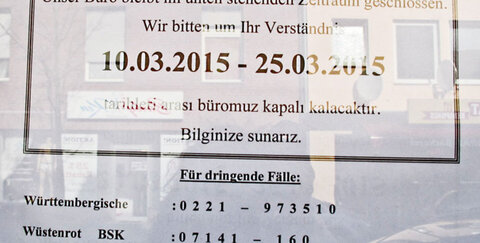 Unser Büro bleibt im unten stehenden Zeitraum geschlossen.
Wir bitten um Ihr Verständnis
10.03.2015 - 25.03.2015
tarihleri arası büromuz kapalı kalacaktır.
Bilginize sunarız.
Für dringende Fälle:
Württembergische :0221 – 973510
Wüstenrot BSK :07141 – 160